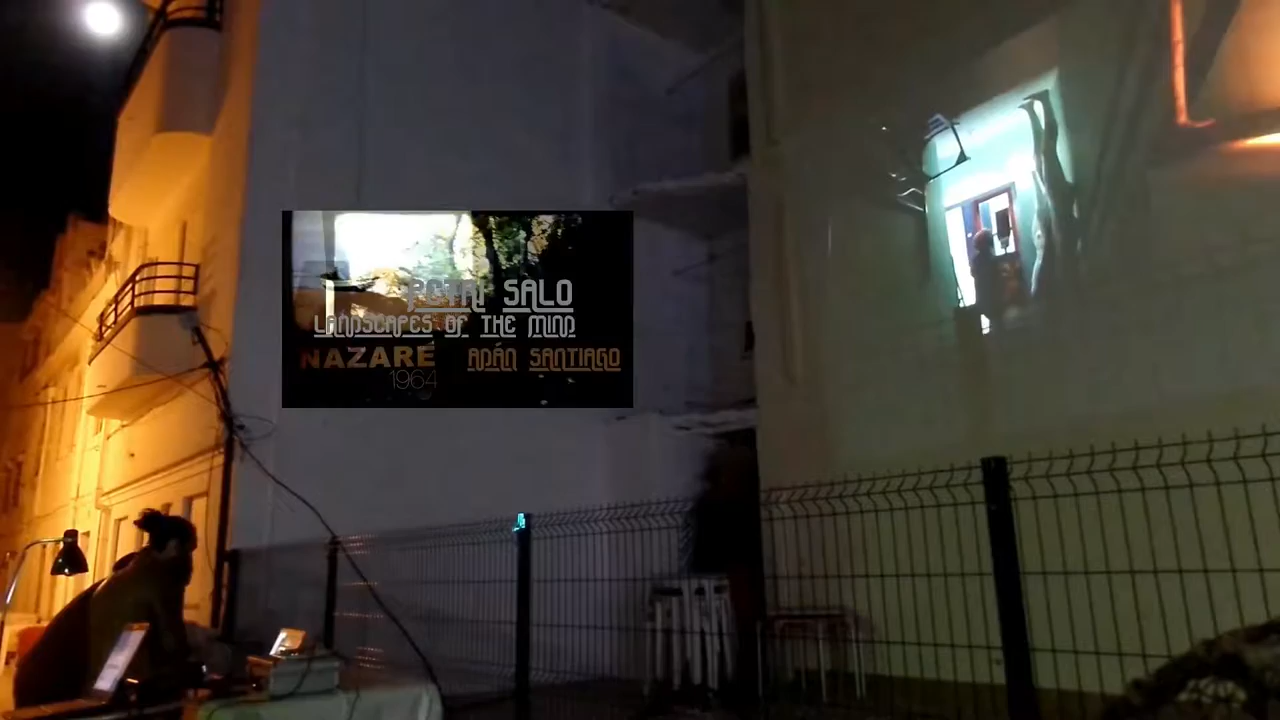 SALO
LANDSCAPES OF THE MIND
NAZARÉ
1964
ADÁN SANTIAGO